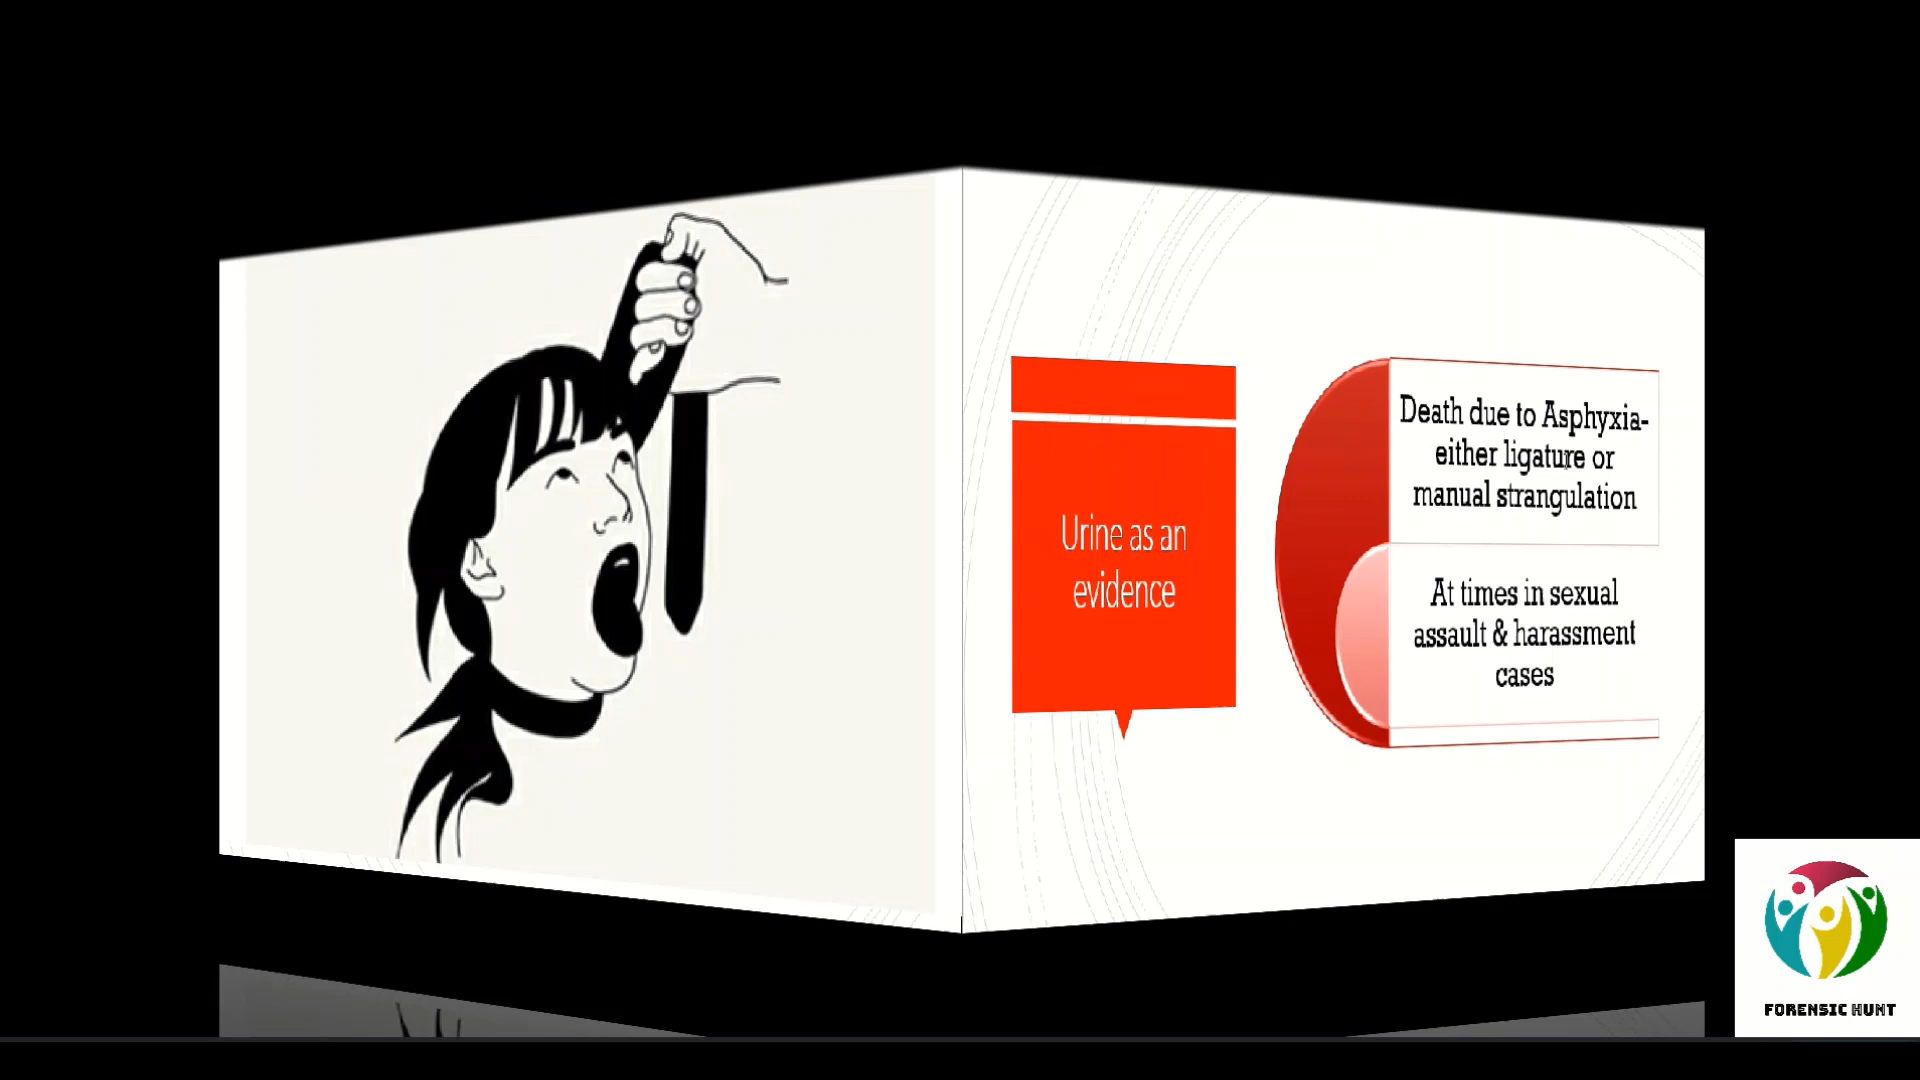 Urine as an
evidence
Death due to Asphyxia-
either ligature or
manual strangulation
At times in sexual
assault & harassment
cases
FORENSIC HUNT